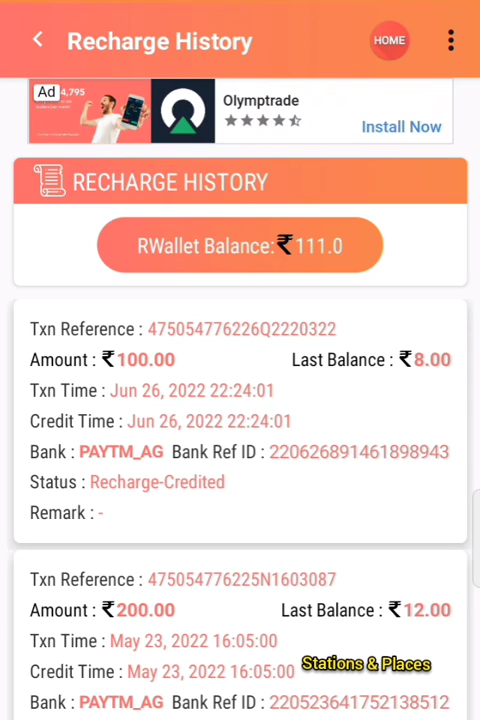 Recharge History
HOME
Ad
4,795
Olymptrade
Install Now
RECHARGE HISTORY
RWallet Balance:₹111.0
Txn Reference : 475054776226Q2220322
Amount : ₹100.00 Last Balance : ₹8.00
Txn Time : Jun 26, 2022 22:24:01
Credit Time : Jun 26, 2022 22:24:01
Bank : PAYTM_AG Bank Ref ID : 220626891461898943
Status : Recharge-Credited
Remark : -
Txn Reference : 475054776225N1603087
Amount : ₹200.00 Last Balance : ₹12.00
Txn Time : May 23, 2022 16:05:00
Credit Time : May 23, 2022 16:05:00
Stations & Places
Bank : PAYTM_AG Bank Ref ID : 220523641752138512